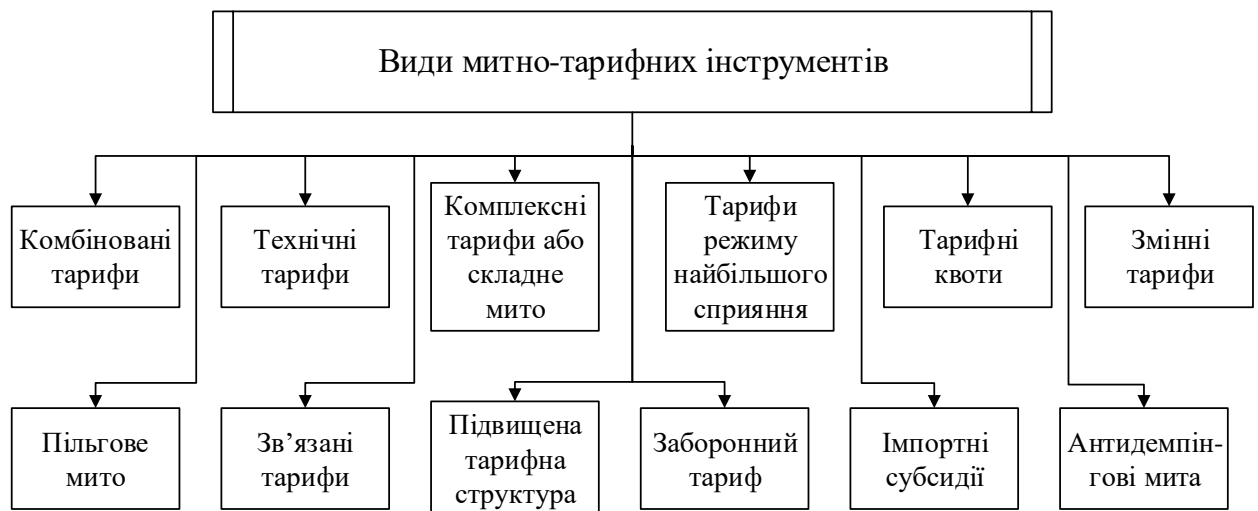 Види митно-тарифних інструментів
Комбіновані
тарифи
Технічні
тарифи
Комплексні
тарифи або
складне
мито
Тарифи
режиму
найбільшого
сприяння
Тарифні
квоти
Змінні
тарифи
Пільгове
мито
Зв’язані
тарифи
Підвищена
тарифна
структура
Заборонний
тариф
Імпортні
субсидії
Антидемпін-
гові мита